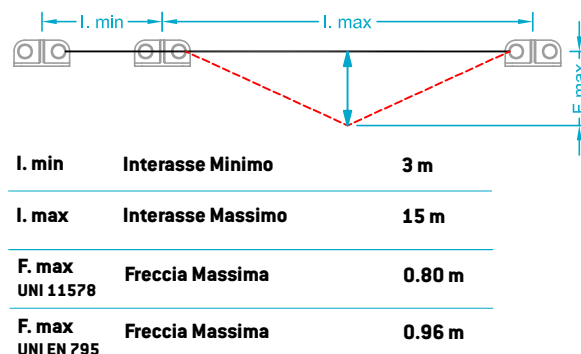 I. min I. max
F. max
I. min Interasse Minimo 3 m
I. max Interasse Massimo 15 m
F. max
UNI 11578 Freccia Massima 0.80 m
F. max
UNI EN 795 Freccia Massima 0.96 m